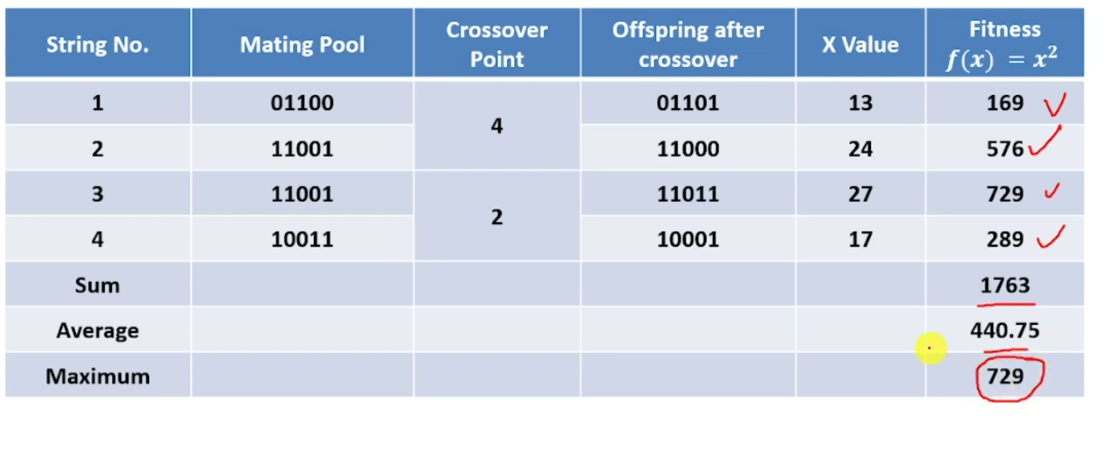 String No. Mating Pool Crossover Point Offspring after crossover X Value Fitness f(x) = x²
1 01100 4 01101 13 169
2 11001 11000 24 576
3 11001 2 11011 27 729
4 10011 10001 17 289
Sum 1763
Average 440.75
Maximum 729